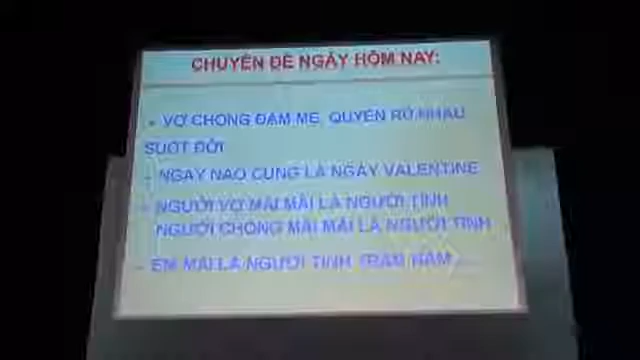 CHUYÊN ĐỀ NGÀY HÔM NAY:
- VỢ CHỒNG ĐAM MÊ, QUYẾN RŨ NHAU
SUỐT ĐỜI
- NGÀY NÀO CŨNG LÀ NGÀY VALENTINE
- NGƯỜI VỢ MÃI MÃI LÀ NGƯỜI TÌNH
NGƯỜI CHỒNG MÃI MÃI LÀ NGƯỜI TÌNH
- EM MÃI LÀ NGƯỜI TÌNH TRĂM NĂM